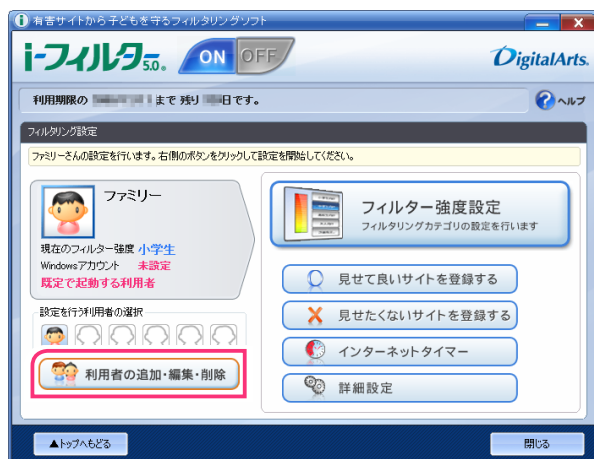 有害サイトから子どもを守るフィルタリングソフト
i-フィルター5.0. ON OFF
DigitalArts.
利用期限の まで 残り 日です。
ヘルプ
フィルタリング設定
ファミリーさんの設定を行います。右側のボタンをクリックして設定を開始してください。
ファミリー
現在のフィルター強度 小学生
Windowsアカウント 未設定
既定で起動する利用者
設定を行う利用者の選択
利用者の追加・編集・削除
フィルター強度設定
フィルタリングカテゴリの設定を行います
見せて良いサイトを登録する
見せたくないサイトを登録する
インターネットタイマー
詳細設定
▲トップへもどる
閉じる